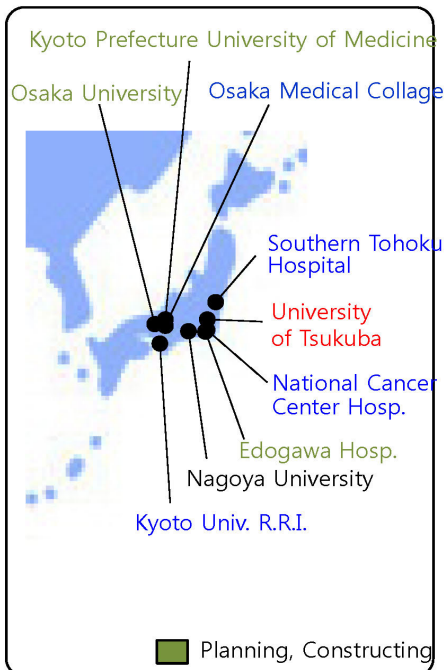 Kyoto Prefecture University of Medicine
Osaka University
Osaka Medical Collage
Southern Tohoku
Hospital
University
of Tsukuba
National Cancer
Center Hosp.
Edogawa Hosp.
Nagoya University
Kyoto Univ. R.R.I.
Planning, Constructing